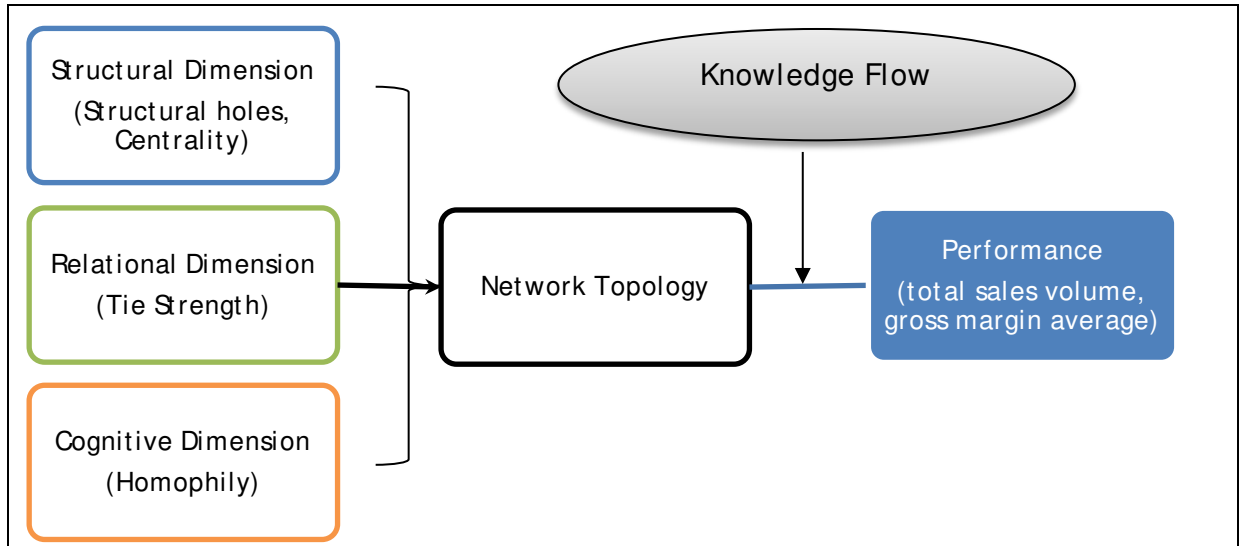 Structural Dimension
(Structural holes,
Centrality)
Knowledge Flow
Relational Dimension
(Tie Strength)
Network Topology
Performance
(total sales volume,
gross margin average)
Cognitive Dimension
(Homophily)